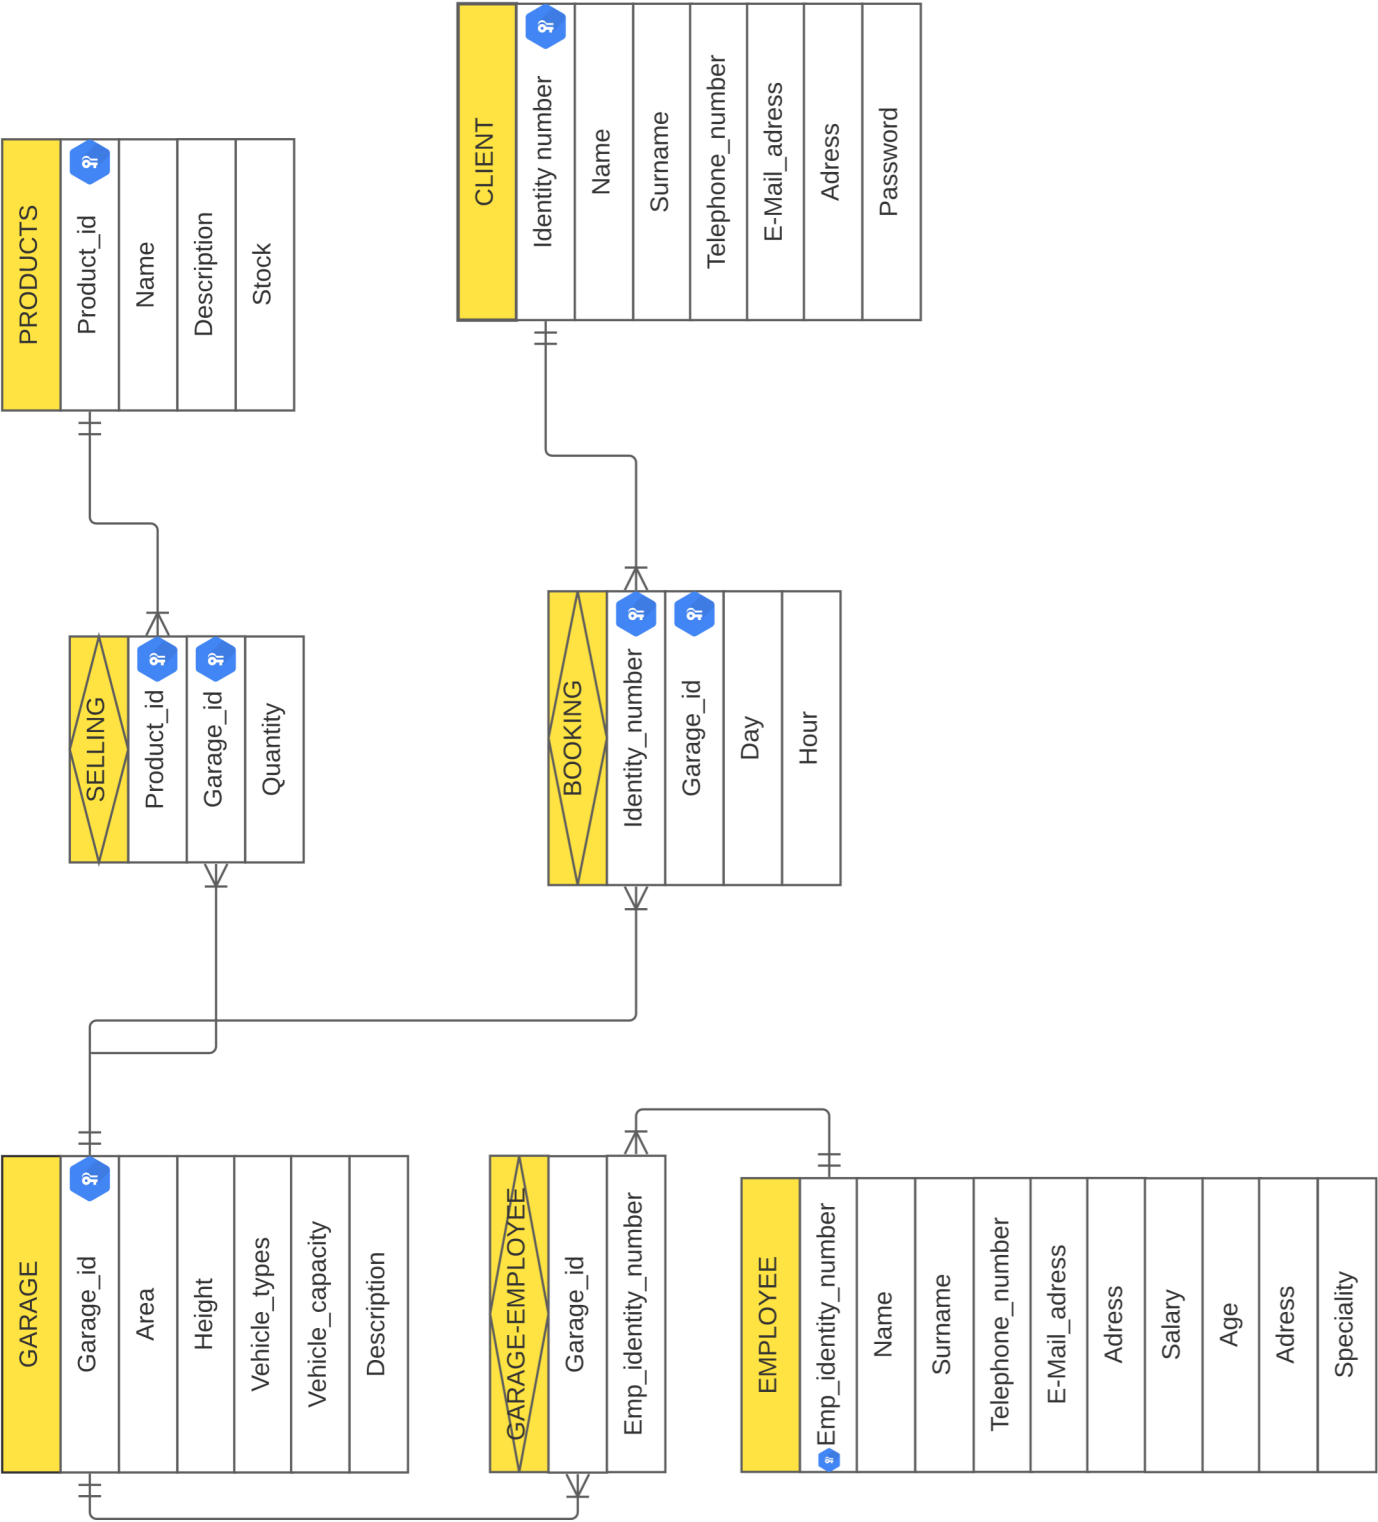 PRODUCTS
Product_id
Name
Description
Stock
CLIENT
Identity number
Name
Surname
Telephone_number
E-Mail_adress
Adress
Password
SELLING
Product_id
Garage_id
Quantity
BOOKING
Identity_number
Garage_id
Day
Hour
GARAGE
Garage_id
Area
Height
Vehicle_types
Vehicle_capacity
Description
GARAGE-EMPLOYEE
Garage_id
Emp_identity_number
EMPLOYEE
Emp_identity_number
Name
Surname
Telephone_number
E-Mail_adress
Adress
Salary
Age
Adress
Speciality